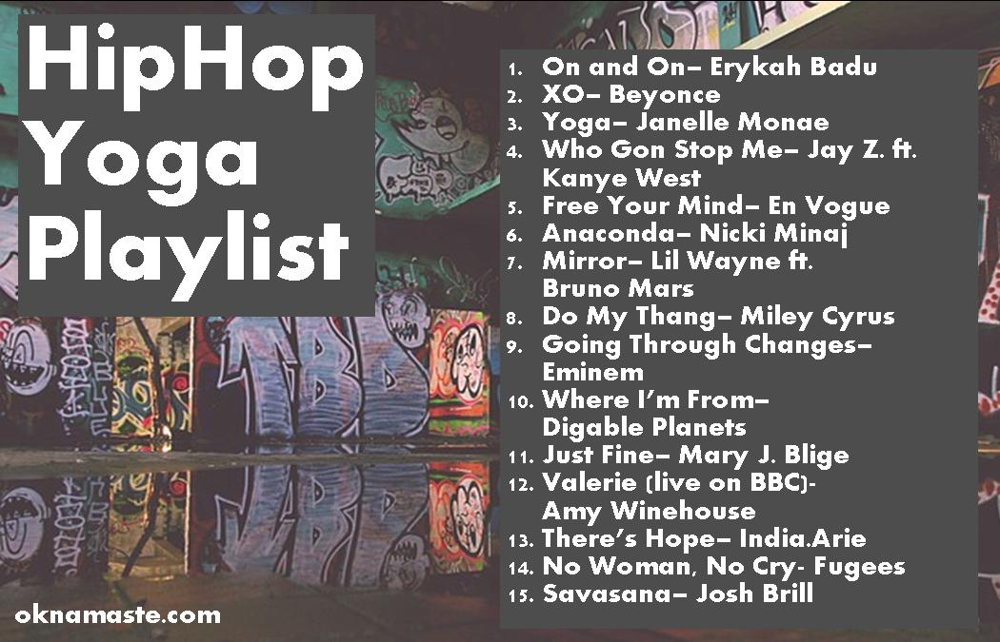 HipHop
Yoga
Playlist
1. On and On– Erykah Badu
2. XO– Beyonce
3. Yoga– Janelle Monae
4. Who Gon Stop Me– Jay Z. ft.
Kanye West
5. Free Your Mind– En Vogue
6. Anaconda– Nicki Minaj
7. Mirror– Lil Wayne ft.
Bruno Mars
8. Do My Thang– Miley Cyrus
9. Going Through Changes–
Eminem
10. Where I’m From–
Digable Planets
11. Just Fine– Mary J. Blige
12. Valerie (live on BBC)-
Amy Winehouse
13. There’s Hope– India.Arie
14. No Woman, No Cry- Fugees
15. Savasana– Josh Brill
oknamaste.com